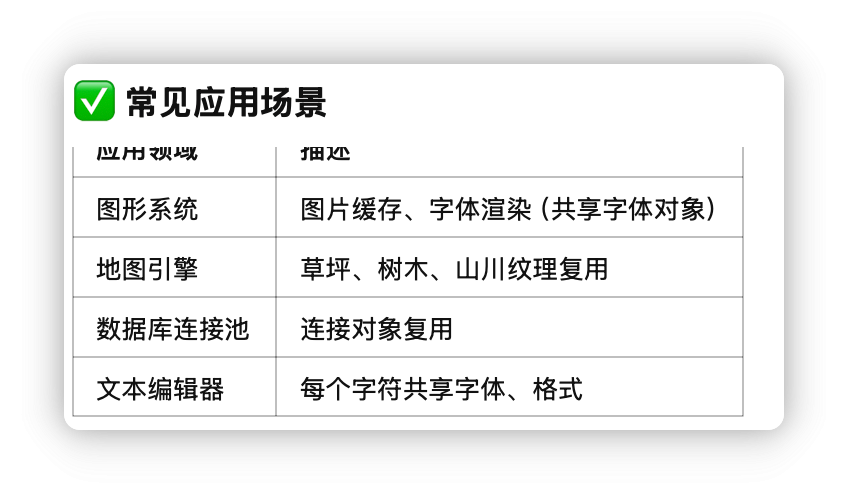 ✅ 常见应用场景
应用领域 描述
图形系统 图片缓存、字体渲染（共享字体对象）
地图引擎 草坪、树木、山川纹理复用
数据库连接池 连接对象复用
文本编辑器 每个字符共享字体、格式